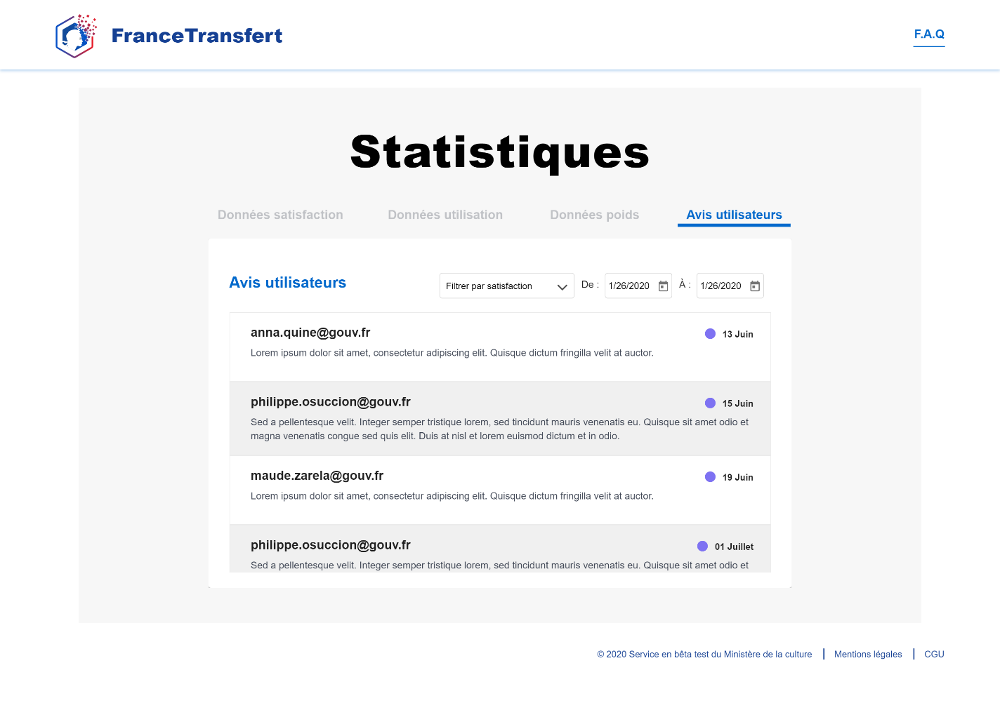 FranceTransfert
F.A.Q
Statistiques
Données satisfaction
Données utilisation
Données poids
Avis utilisateurs
Avis utilisateurs
Filtrer par satisfaction
De :
1/26/2020
À :
1/26/2020
anna.quine@gouv.fr
13 Juin
Lorem ipsum dolor sit amet, consectetur adipiscing elit. Quisque dictum fringilla velit at auctor.
philippe.osuccion@gouv.fr
15 Juin
Sed a pellentesque velit. Integer semper tristique lorem, sed tincidunt mauris venenatis eu. Quisque sit amet odio et
magna venenatis congue sed quis elit. Duis at nisl et lorem euismod dictum et in odio.
maude.zarela@gouv.fr
19 Juin
Lorem ipsum dolor sit amet, consectetur adipiscing elit. Quisque dictum fringilla velit at auctor.
philippe.osuccion@gouv.fr
01 Juillet
Sed a pellentesque velit. Integer semper tristique lorem, sed tincidunt mauris venenatis eu. Quisque sit amet odio et
© 2020 Service en bêta test du Ministère de la culture
Mentions légales
CGU